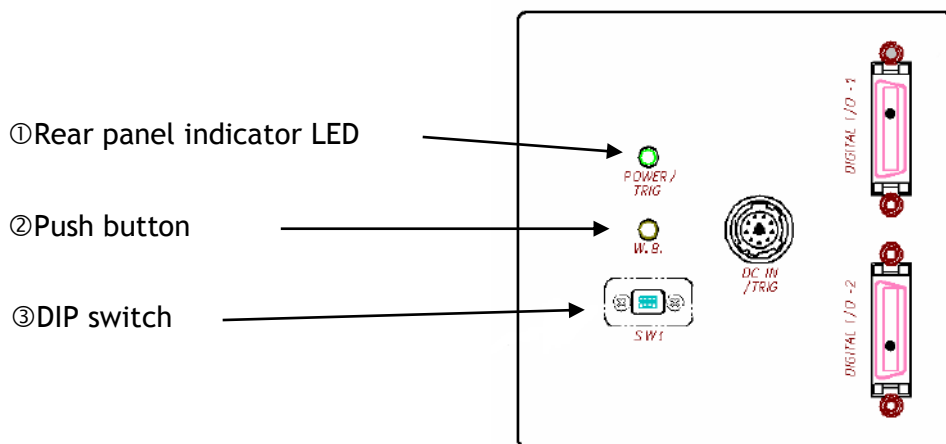 ①Rear panel indicator LED
②Push button
③DIP switch
POWER/
TRIG
W.B.
SW1
DC IN
/TRIG
DIGITAL I/O-1
DIGITAL I/O-2